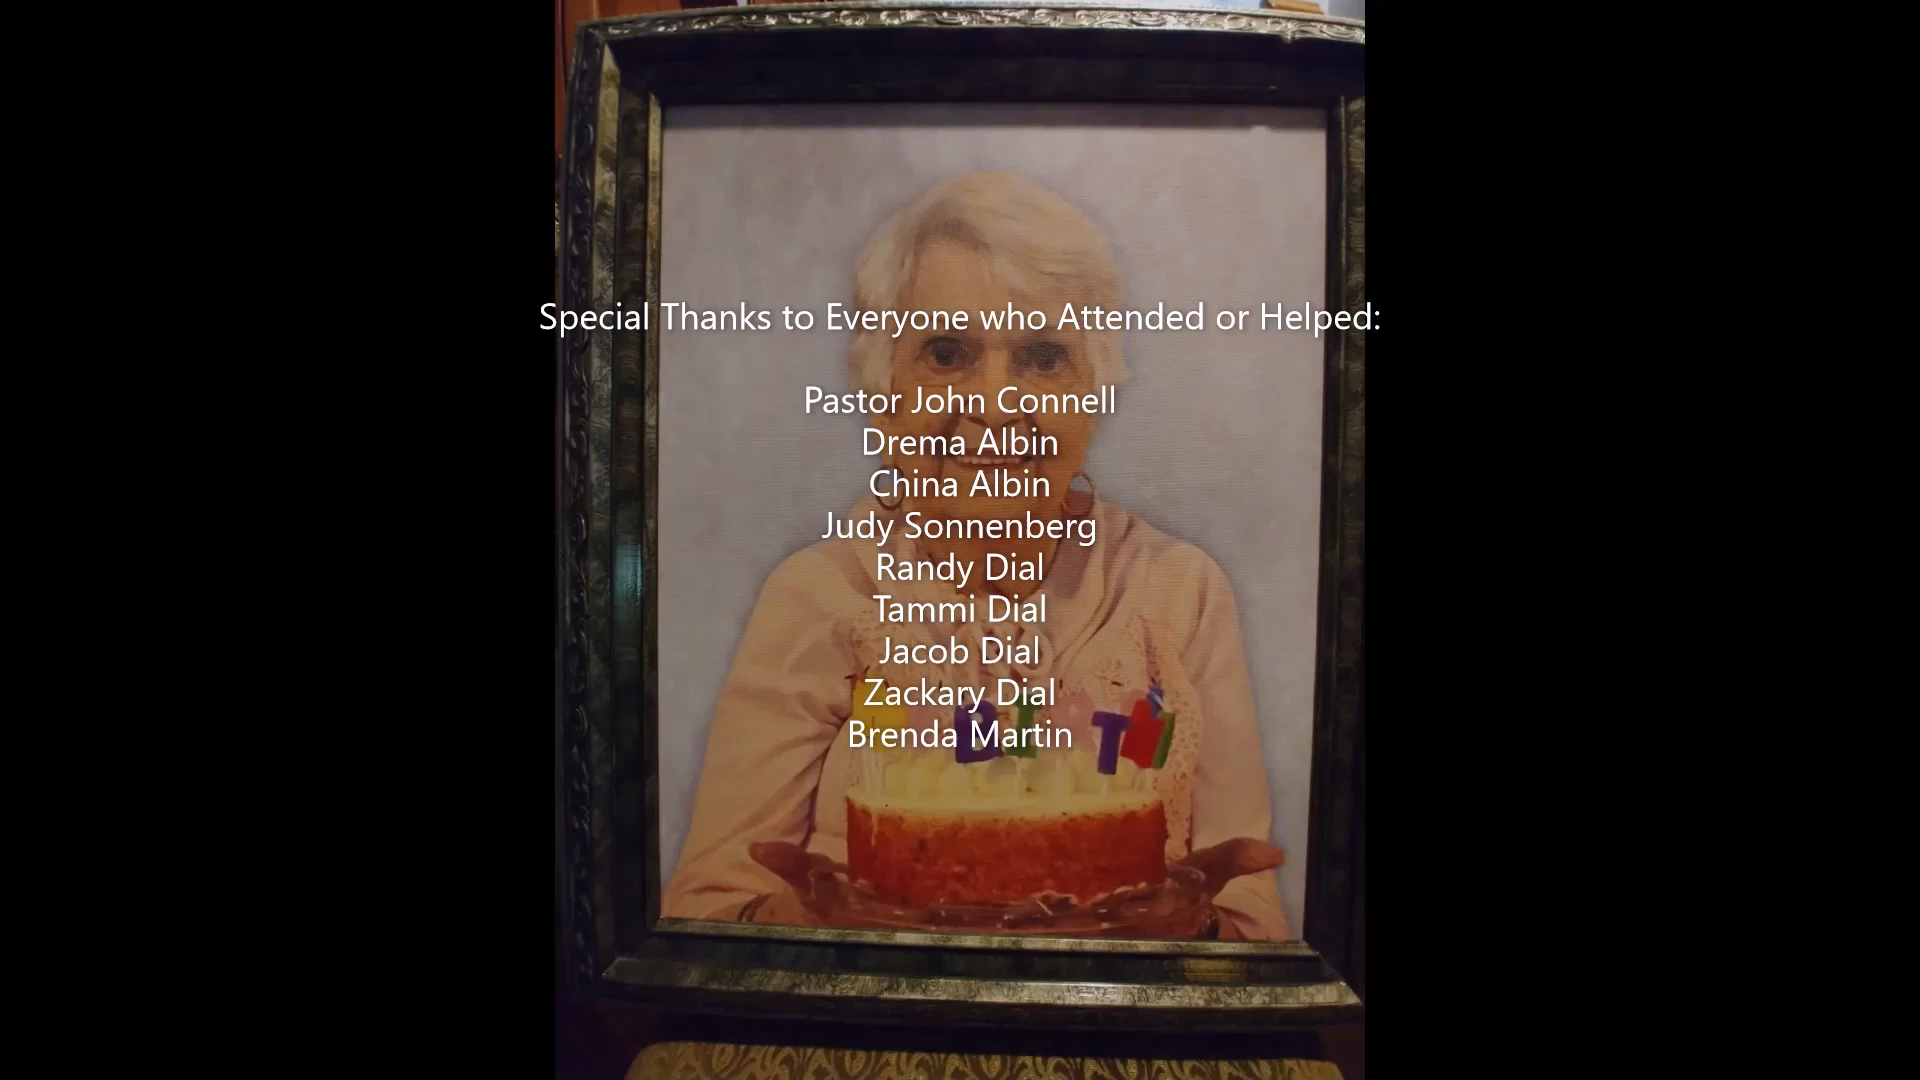 Special Thanks to Everyone who Attended or Helped:
Pastor John Connell
Drema Albin
China Albin
Judy Sonnenberg
Randy Dial
Tammi Dial
Jacob Dial
Zackary Dial
Brenda Martin